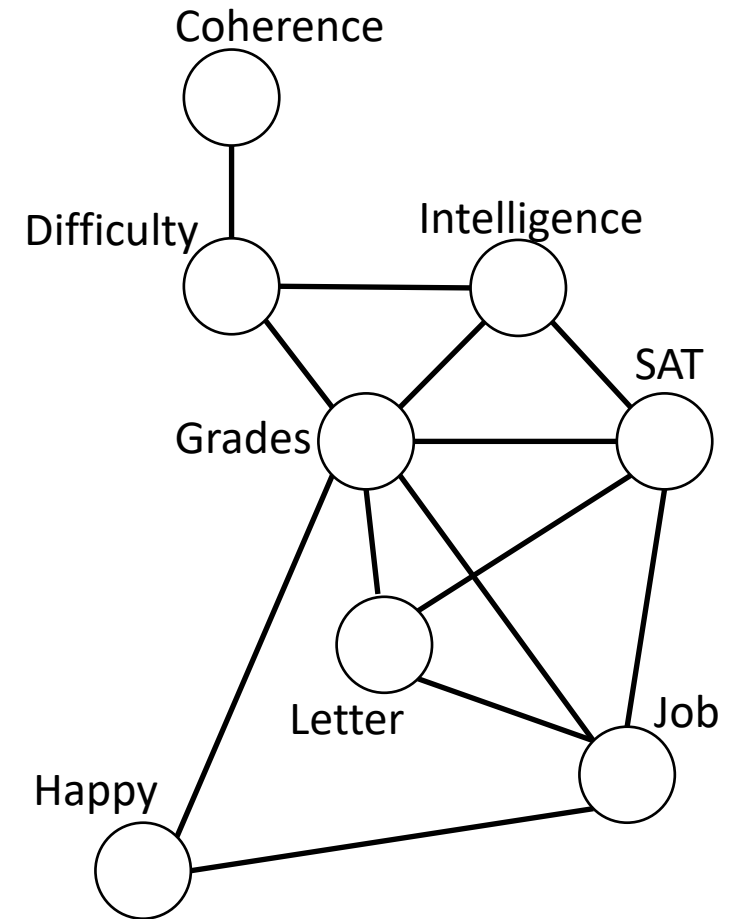 Coherence
Difficulty
Intelligence
SAT
Grades
Letter
Job
Happy